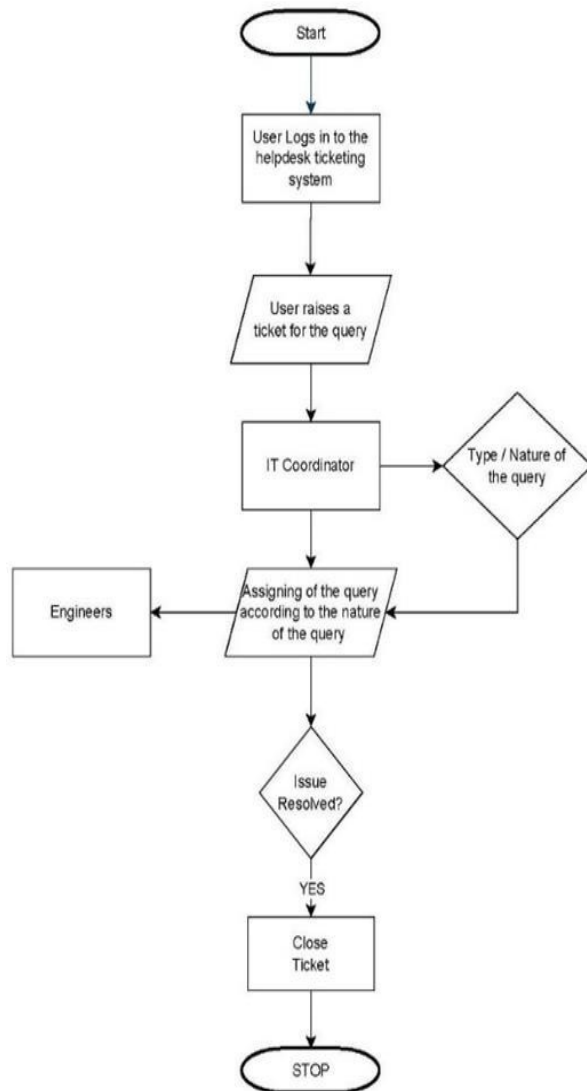 Start
User Logs in to the
helpdesk ticketing
system
User raises a
ticket for the query
IT Coordinator
Type / Nature of
the query
Engineers
Assigning of the query
according to the nature
of the query
Issue
Resolved?
YES
Close
Ticket
STOP